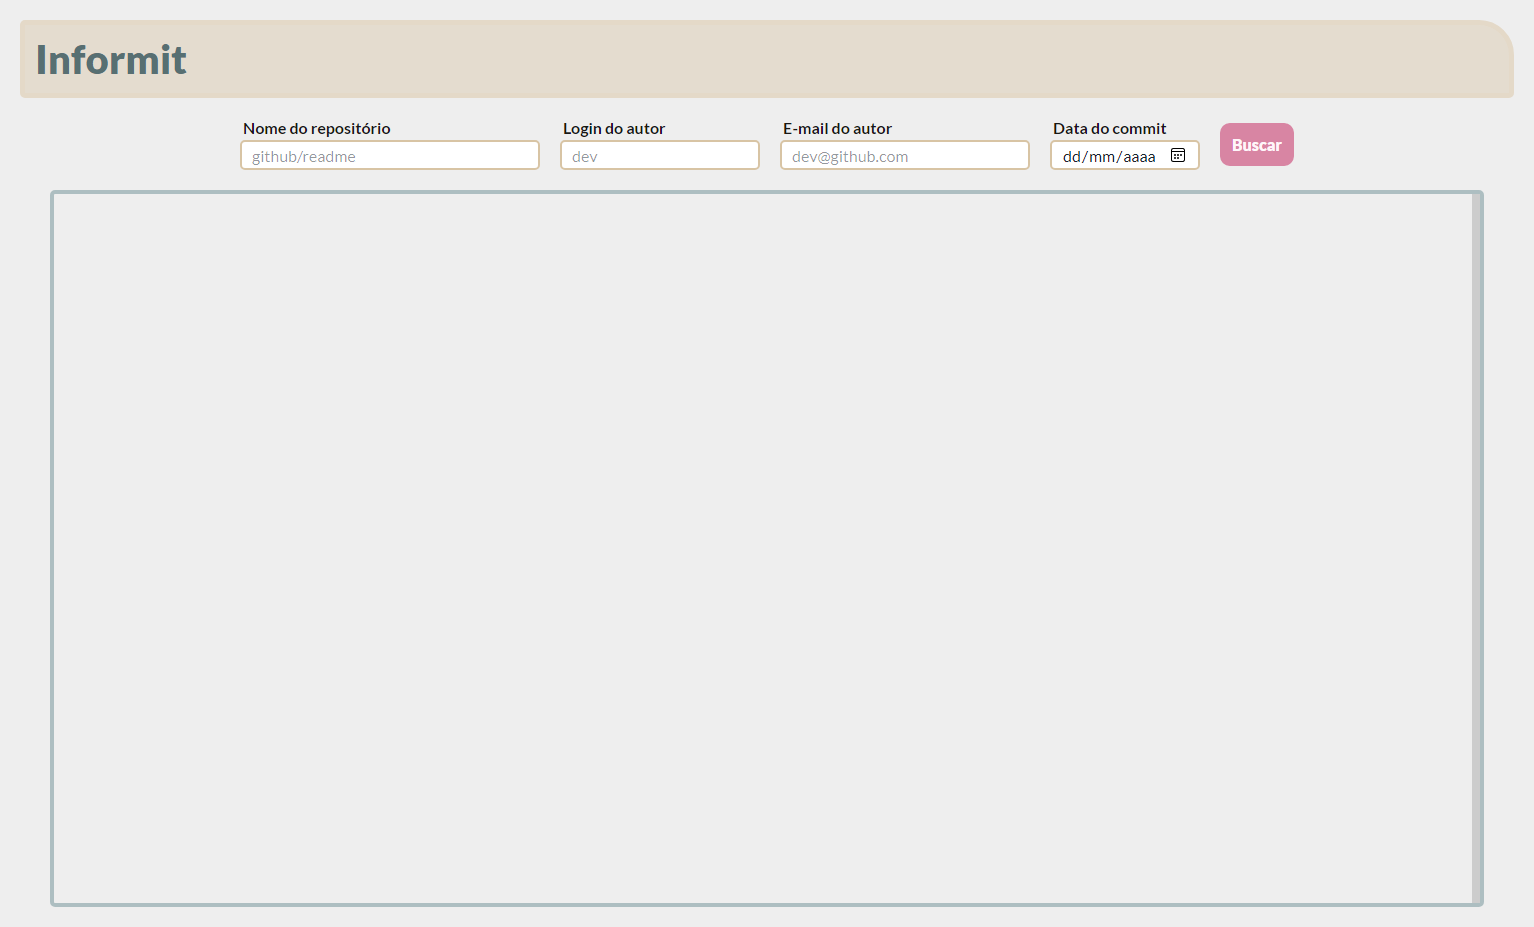 Informit
Nome do repositório
Login do autor
E-mail do autor
Data do commit
github/readme
dev
dev@github.com
dd/mm/aaaa
Buscar